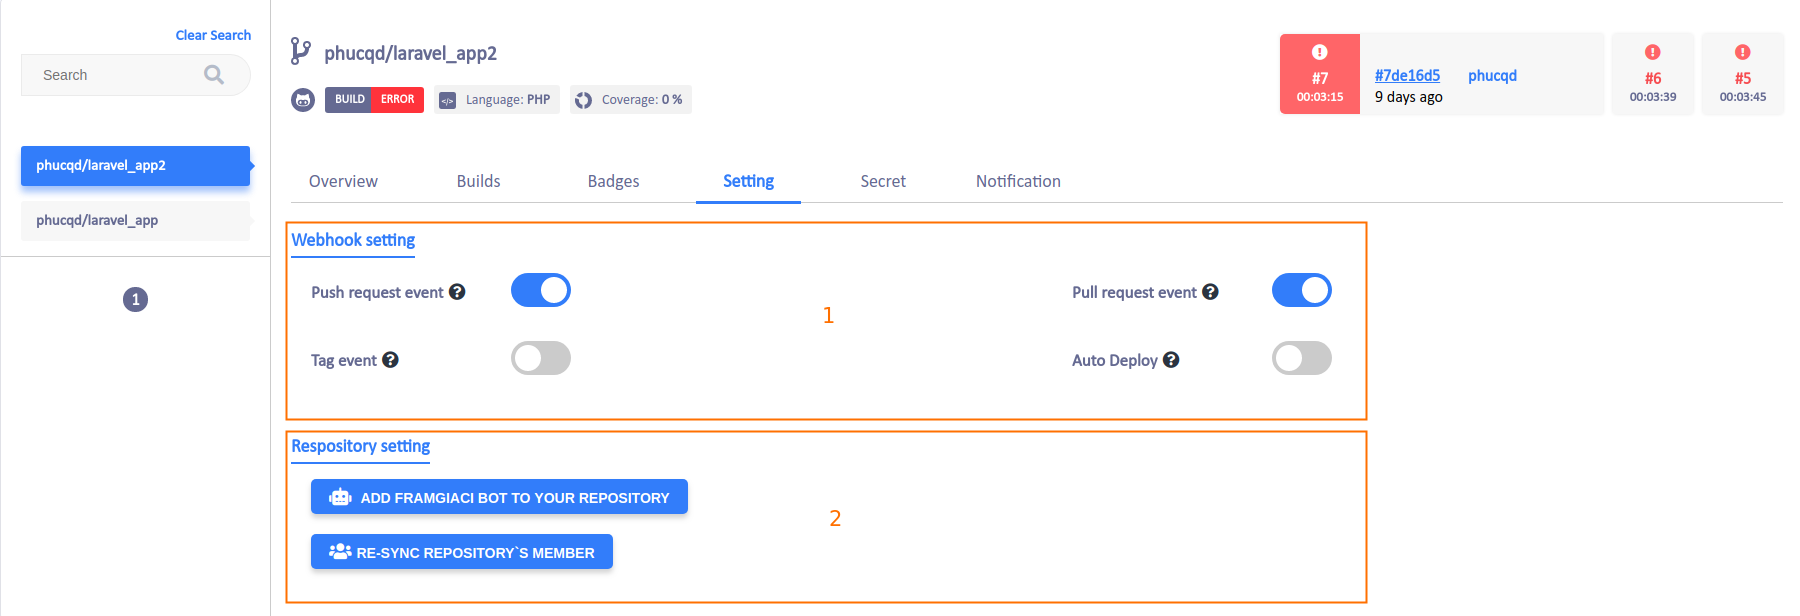 Clear Search
Search
phucqd/laravel_app2
phucqd/laravel_app
1
phucqd/laravel_app2
BUILD ERROR </> Language: PHP Coverage: 0 %
#7
00:03:15
#7de16d5 phucqd
9 days ago
#6
00:03:39
#5
00:03:45
Overview Builds Badges Setting Secret Notification
Webhook setting
Push request event ? Pull request event ?
1
Tag event ? Auto Deploy ?
Respository setting
ADD FRAMGIACI BOT TO YOUR REPOSITORY
2
RE-SYNC REPOSITORY`S MEMBER